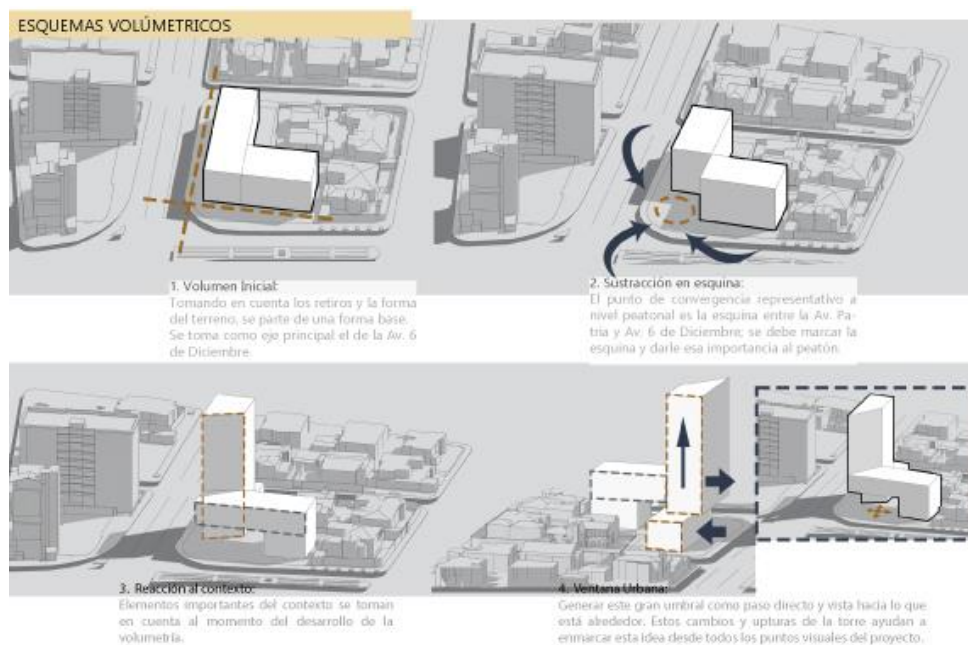 ESQUEMAS VOLÚMETRICOS
1. Volumen Inicial:
Tomando en cuenta los retiros y la forma
del terreno, se parte de una forma base.
Se toma como eje principal el de la Av. 6
de Diciembre.
2. Sustracción en esquina:
El punto de convergencia representativo a
nivel peatonal es la esquina entre la Av. Pa-
tria y Av. 6 de Diciembre; se debe marcar la
esquina y darle esa importancia al peatón.
3. Reacción al contexto:
Elementos importantes del contexto se toman
en cuenta al momento del desarrollo de la
volumetría.
4. Ventana Urbana:
Generar este gran umbral como paso directo y vista hacia lo que
está alrededor. Estos cambios y upturas de la torre ayudan a
enmarcar esta idea desde todos los puntos visuales del proyecto.